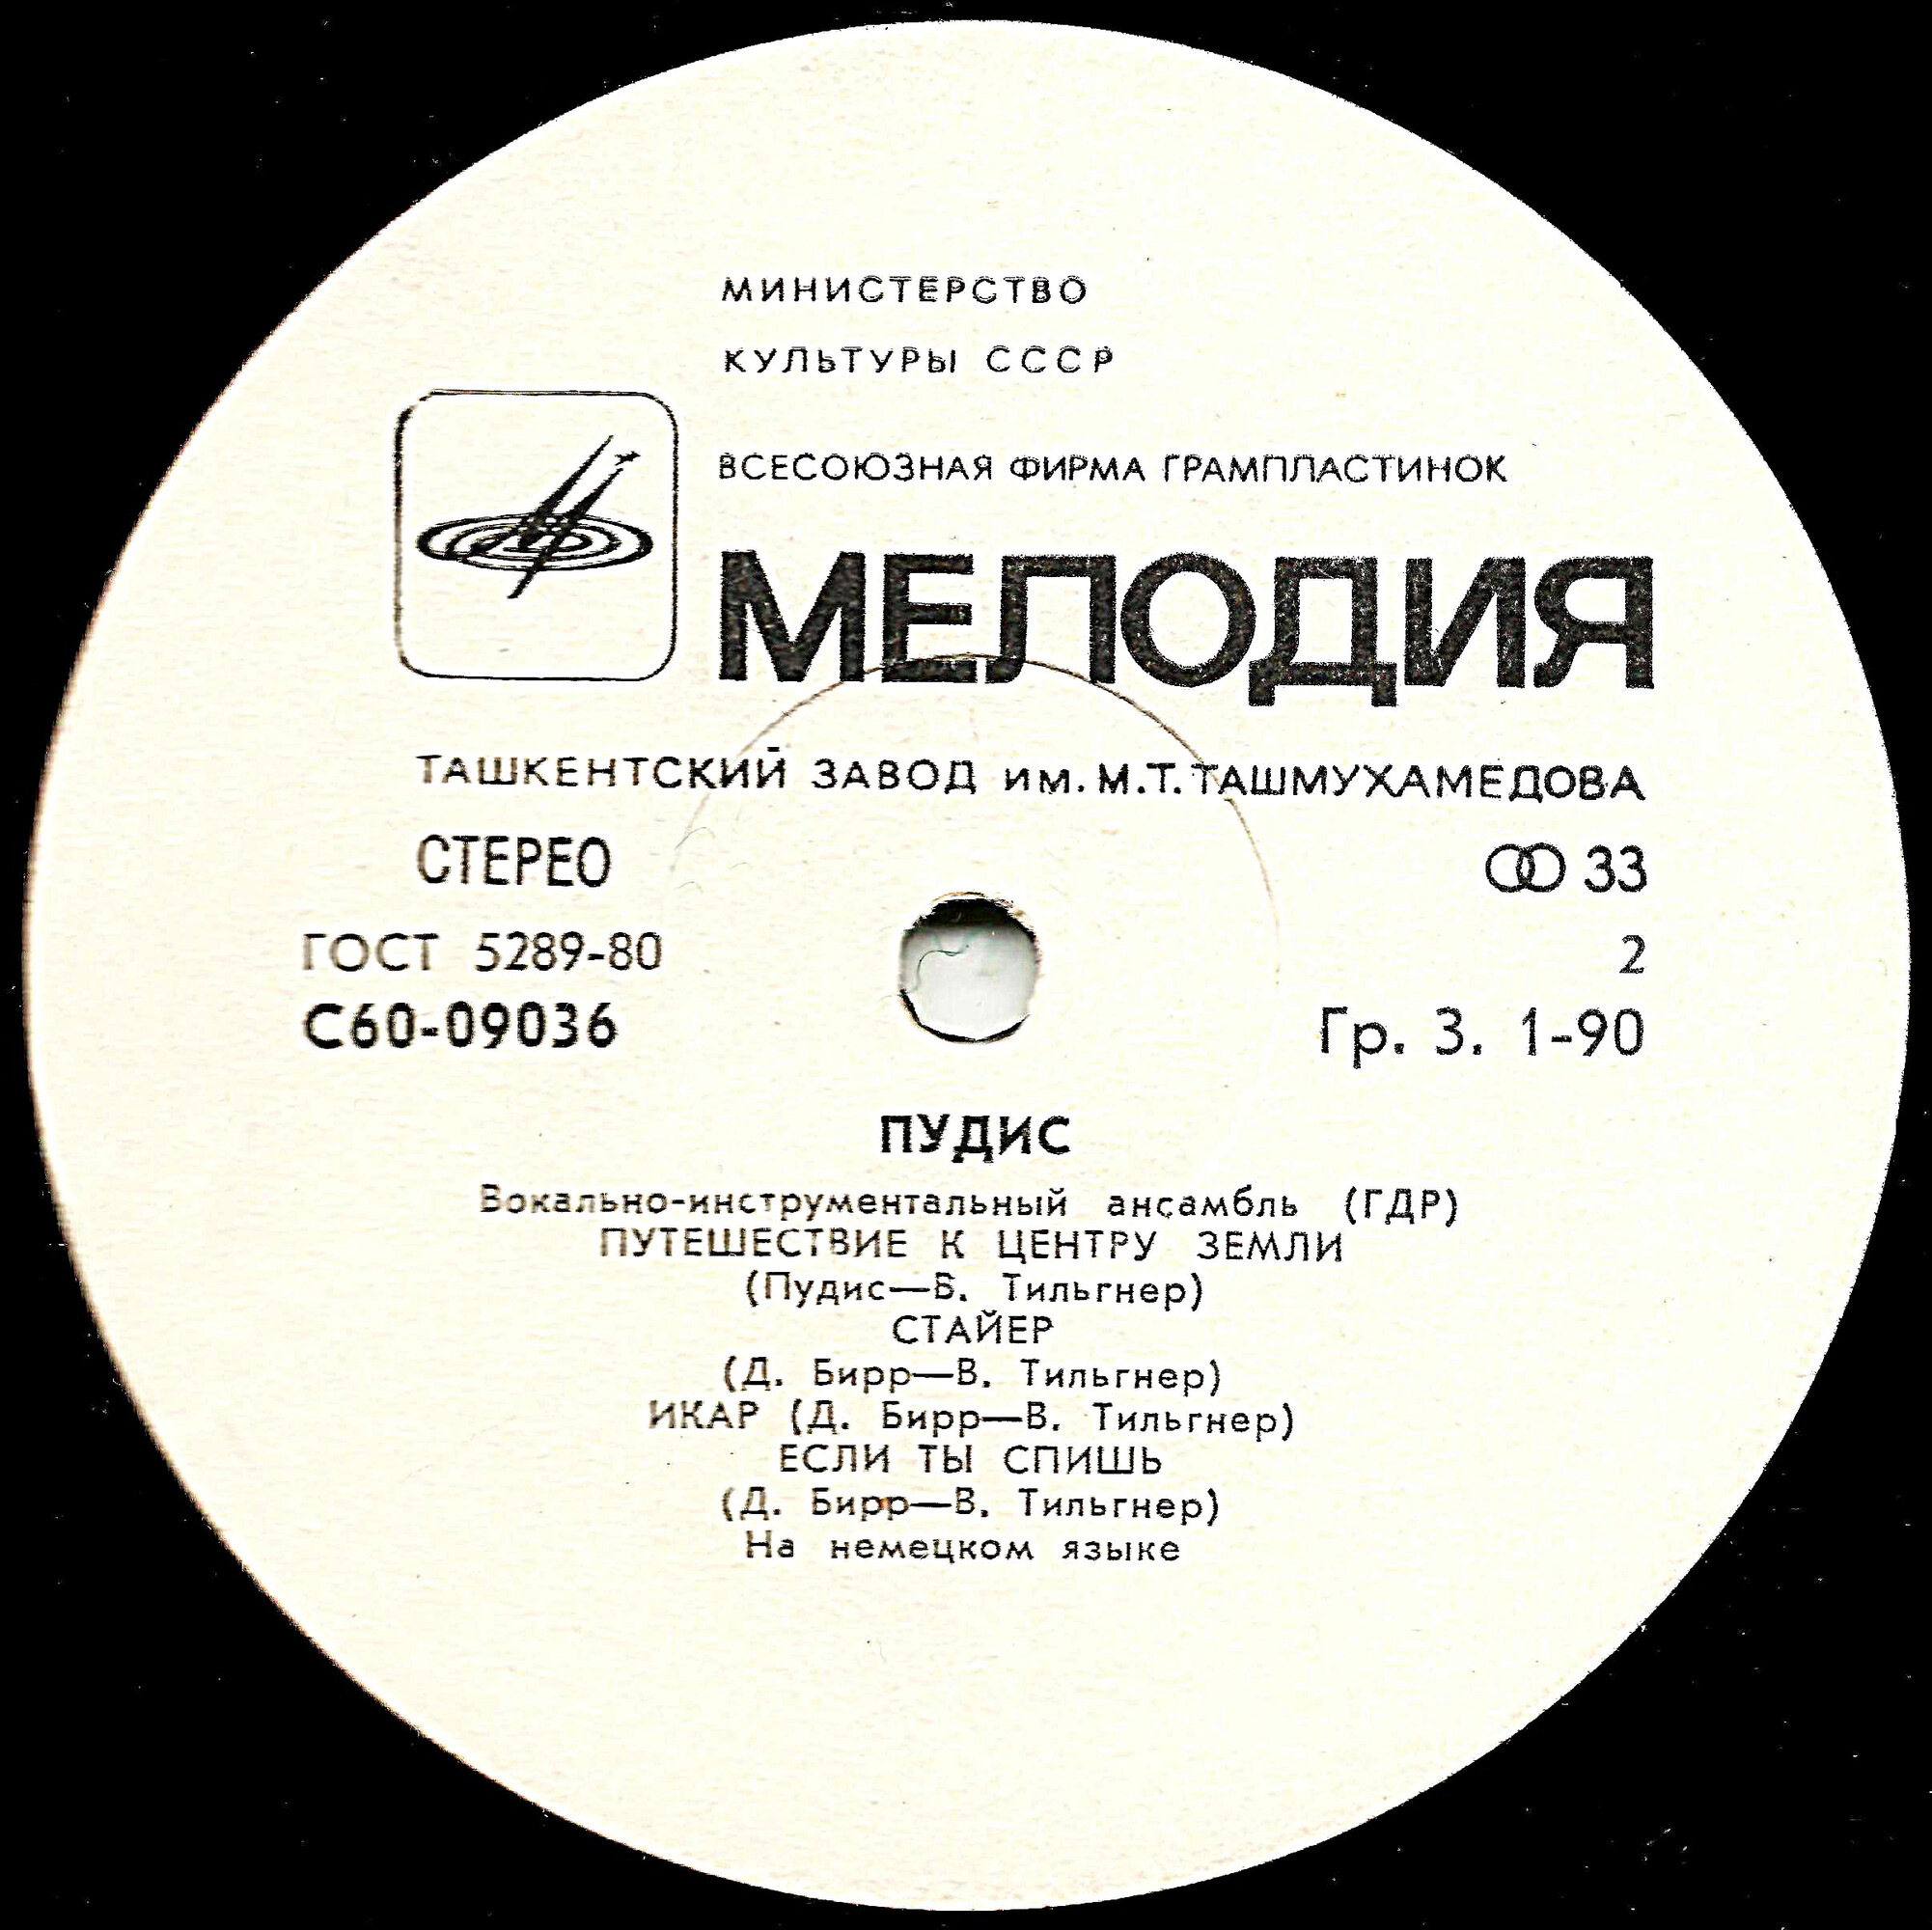 МИНИСТЕРСТВО
КУЛЬТУРЫ СССР
ВСЕСОЮЗНАЯ ФИРМА ГРАМПЛАСТИНОК
МЕЛОДИЯ
ТАШКЕНТСКИЙ ЗАВОД им. М.Т. ТАШМУХАМЕДОВА
СТЕРЕО 33
ГОСТ 5289-80 2
С60-09036 Гр. 3. 1-90
ПУДИС
Вокально-инструментальный ансамбль (ГДР)
ПУТЕШЕСТВИЕ К ЦЕНТРУ ЗЕМЛИ
(Пудис—В. Тильгнер)
СТАЙЕР
(Д. Бирр—В. Тильгнер)
ИКАР (Д. Бирр—В. Тильгнер)
ЕСЛИ ТЫ СПИШЬ
(Д. Бирр—В. Тильгнер)
На немецком языке